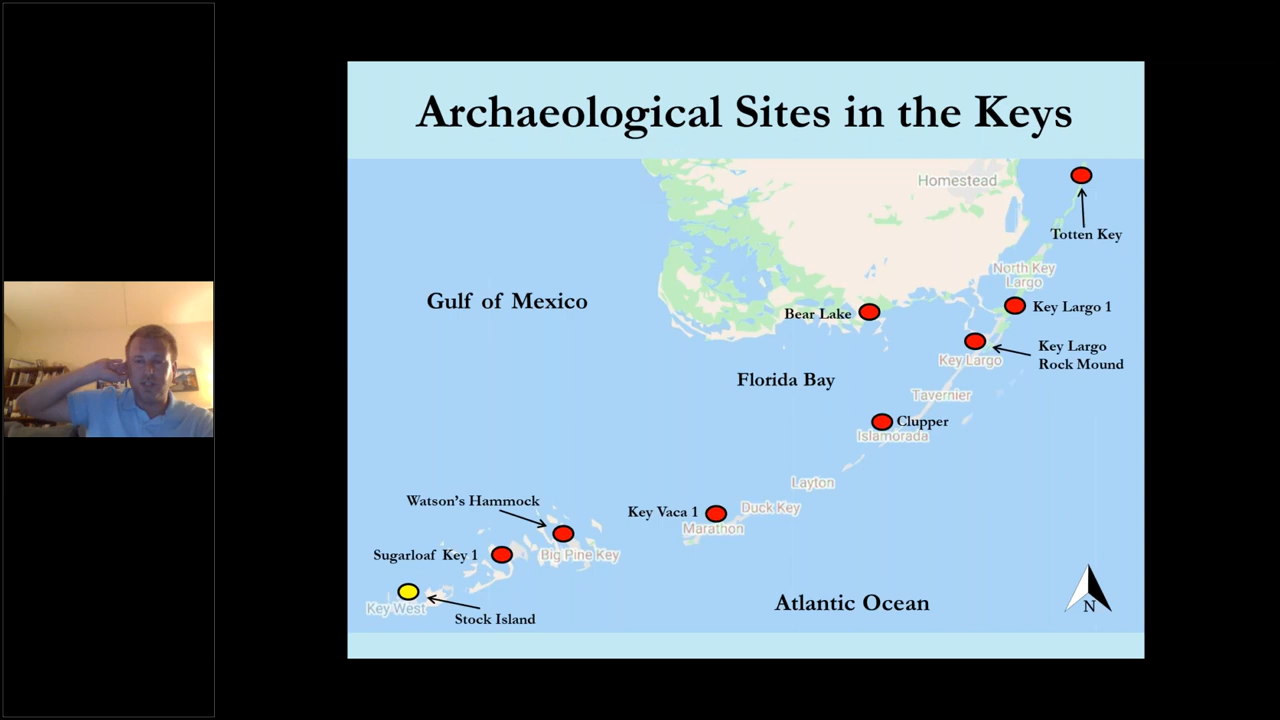 Archaeological Sites in the Keys
Homestead
Totten Key
North Key
Largo
Gulf of Mexico
Bear Lake
Key Largo 1
Key Largo
Rock Mound
Key Largo
Florida Bay
Tavernier
Clupper
Islamorada
Layton
Watson's Hammock
Duck Key
Key Vaca 1
Marathon
Sugarloaf Key 1
Big Pine Key
Key West
Stock Island
Atlantic Ocean
N